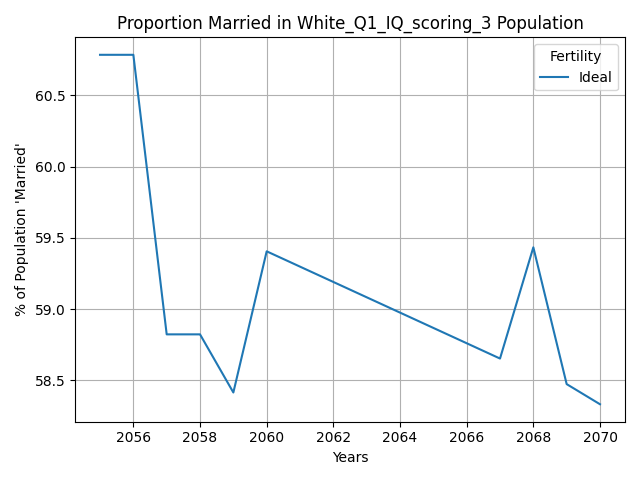 Proportion Married in White_Q1_IQ_scoring_3 Population
Fertility
Ideal
% of Population 'Married'
60.5
60.0
59.5
59.0
58.5
2056 2058 2060 2062 2064 2066 2068 2070
Years